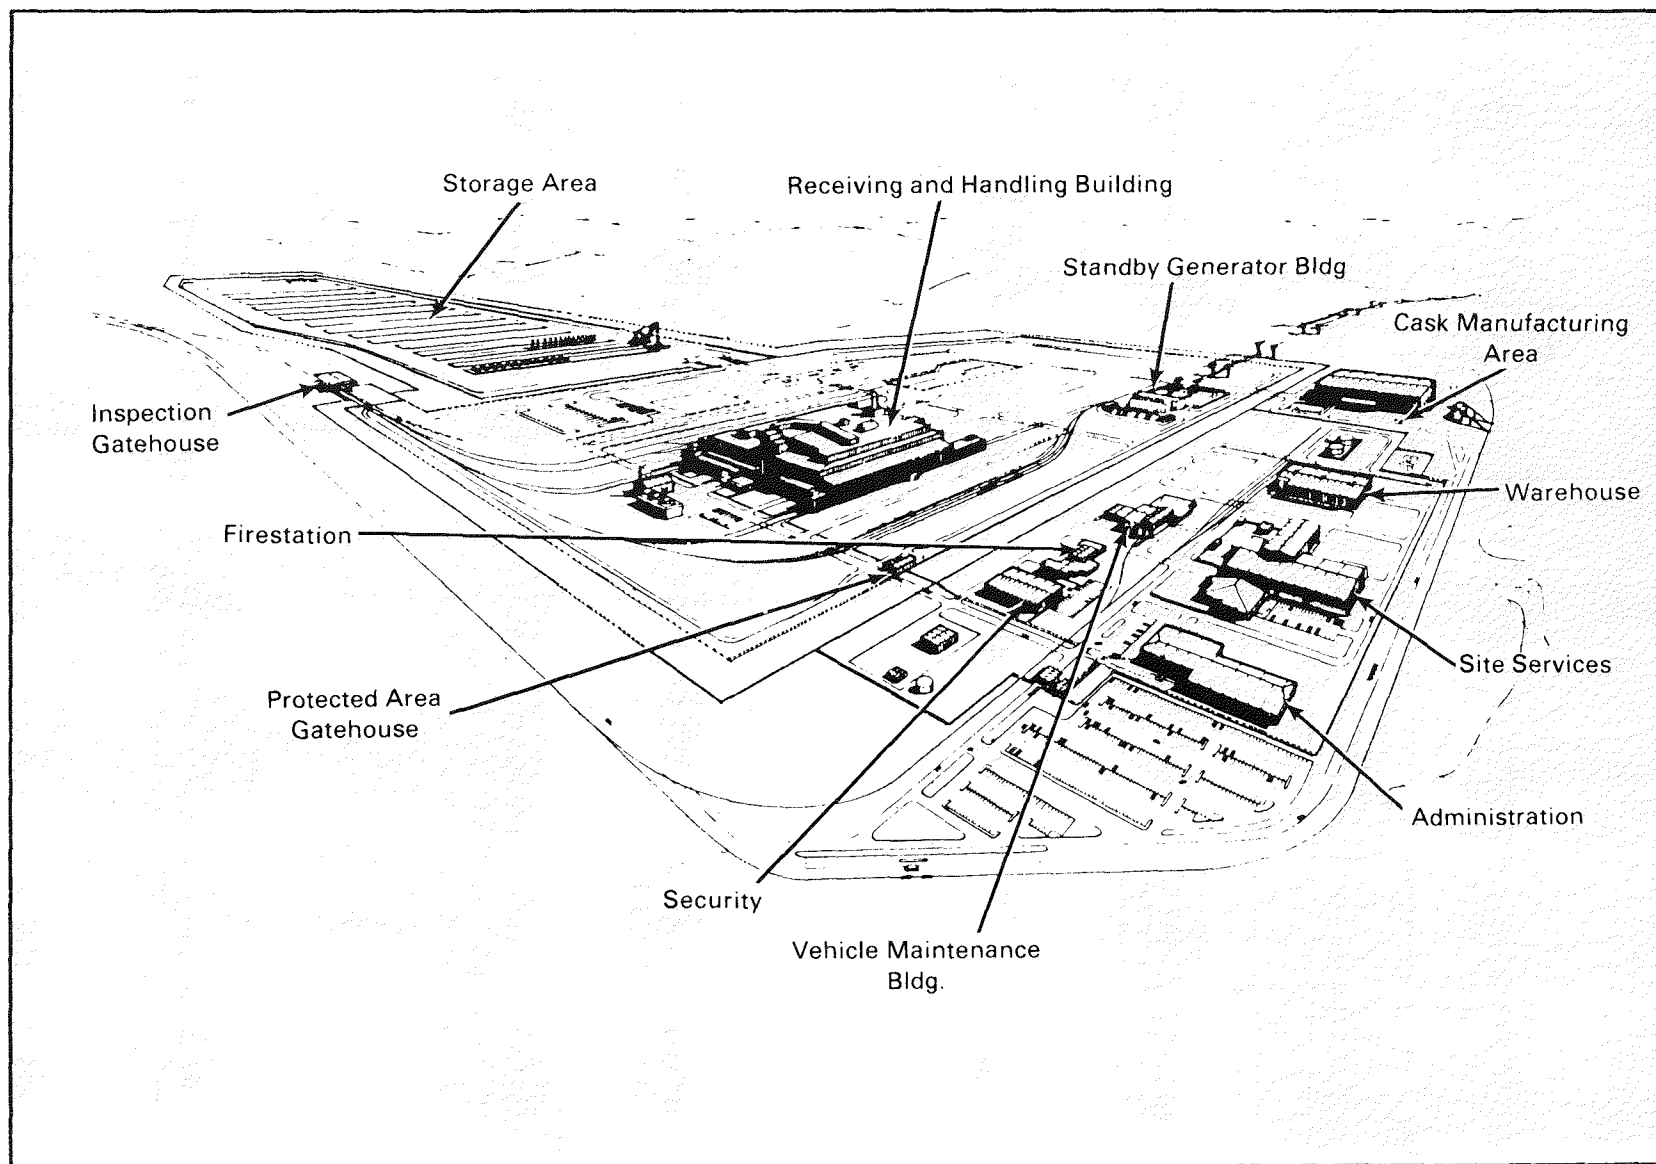 Storage Area
Receiving and Handling Building
Standby Generator Bldg
Cask Manufacturing
Area
Inspection
Gatehouse
Warehouse
Firestation
Site Services
Protected Area
Gatehouse
Administration
Security
Vehicle Maintenance
Bldg.